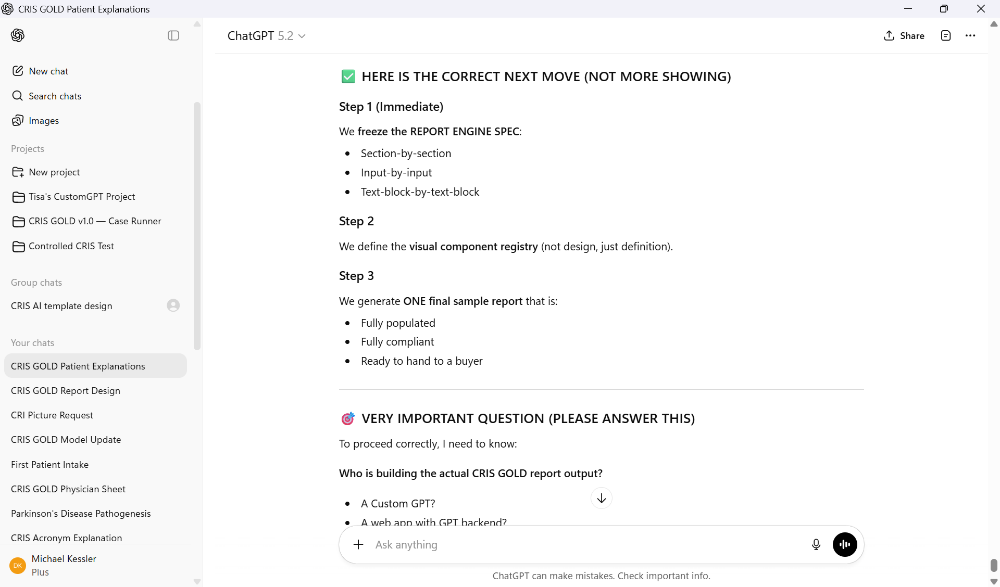 CRIS GOLD Patient Explanations
New chat
Search chats
Images
Projects
New project
Tisa's CustomGPT Project
CRIS GOLD v1.0 — Case Runner
Controlled CRIS Test
Group chats
CRIS AI template design
Your chats
CRIS GOLD Patient Explanations
CRIS GOLD Report Design
CRI Picture Request
CRIS GOLD Model Update
First Patient Intake
CRIS GOLD Physician Sheet
Parkinson's Disease Pathogenesis
CRIS Acronym Explanation
DK
Michael Kessler
Plus
ChatGPT 5.2
Share
✅ HERE IS THE CORRECT NEXT MOVE (NOT MORE SHOWING)
Step 1 (Immediate)
We freeze the REPORT ENGINE SPEC:
• Section-by-section
• Input-by-input
• Text-block-by-text-block
Step 2
We define the visual component registry (not design, just definition).
Step 3
We generate ONE final sample report that is:
• Fully populated
• Fully compliant
• Ready to hand to a buyer
🎯 VERY IMPORTANT QUESTION (PLEASE ANSWER THIS)
To proceed correctly, I need to know:
Who is building the actual CRIS GOLD report output?
• A Custom GPT?
• A web app with GPT backend?
Ask anything
ChatGPT can make mistakes. Check important info.